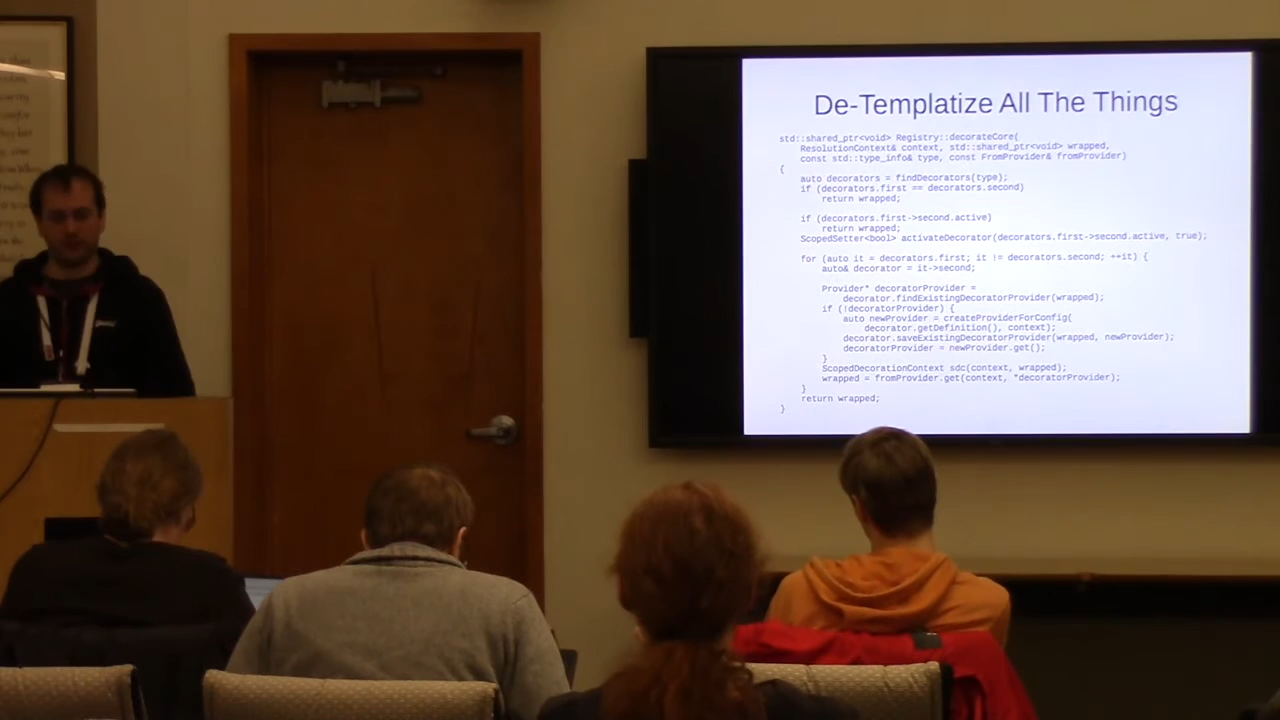 De-Templatize All The Things
std::shared_ptr<void> Registry::decorateCore(
ResolutionContext& context, std::shared_ptr<void> wrapped,
const std::type_info& type, const FromProvider& fromProvider)
{
auto decorators = findDecorators(type);
if (decorators.first == decorators.second)
return wrapped;
if (decorators.first->second.active)
return wrapped;
ScopedSetter<bool> activateDecorator(decorators.first->second.active, true);
for (auto it = decorators.first; it != decorators.second; ++it) {
auto& decorator = it->second;
Provider* decoratorProvider =
decorator.findExistingDecoratorProvider(wrapped);
if (!decoratorProvider) {
auto newProvider = createProviderForConfig(
decorator.getDefinition(), context);
decorator.saveExistingDecoratorProvider(wrapped, newProvider);
decoratorProvider = newProvider.get();
}
ScopedDecorationContext sdc(context, wrapped);
wrapped = fromProvider.get(context, *decoratorProvider);
}
return wrapped;
}